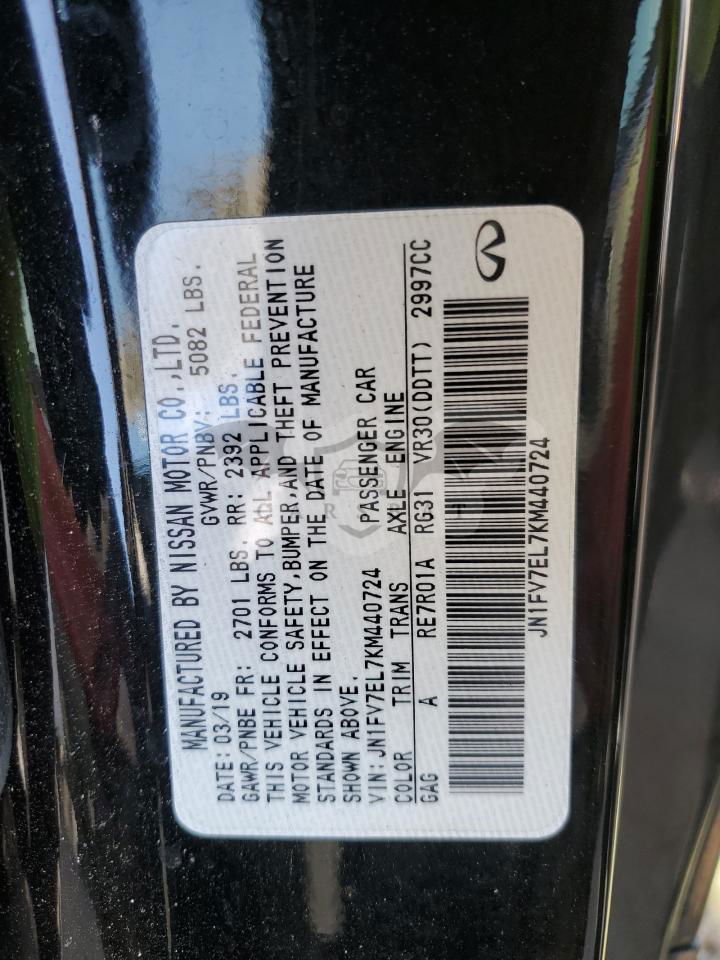 MANUFACTURED BY NISSAN MOTOR CO.,LTD.
DATE: 03/19 GVWR/PNBV: 5082 LBS.
GAWR/PNBE FR: 2701 LBS. RR: 2392 LBS.
THIS VEHICLE CONFORMS TO ALL APPLICABLE FEDERAL
MOTOR VEHICLE SAFETY,BUMPER,AND THEFT PREVENTION
STANDARDS IN EFFECT ON THE DATE OF MANUFACTURE
SHOWN ABOVE.
VIN: JN1FV7EL7KM440724 PASSENGER CAR
COLOR TRIM TRANS AXLE ENGINE
GAG A RE7R01A RG31 VR30(DDTT) 2997CC
JN1FV7EL7KM440724